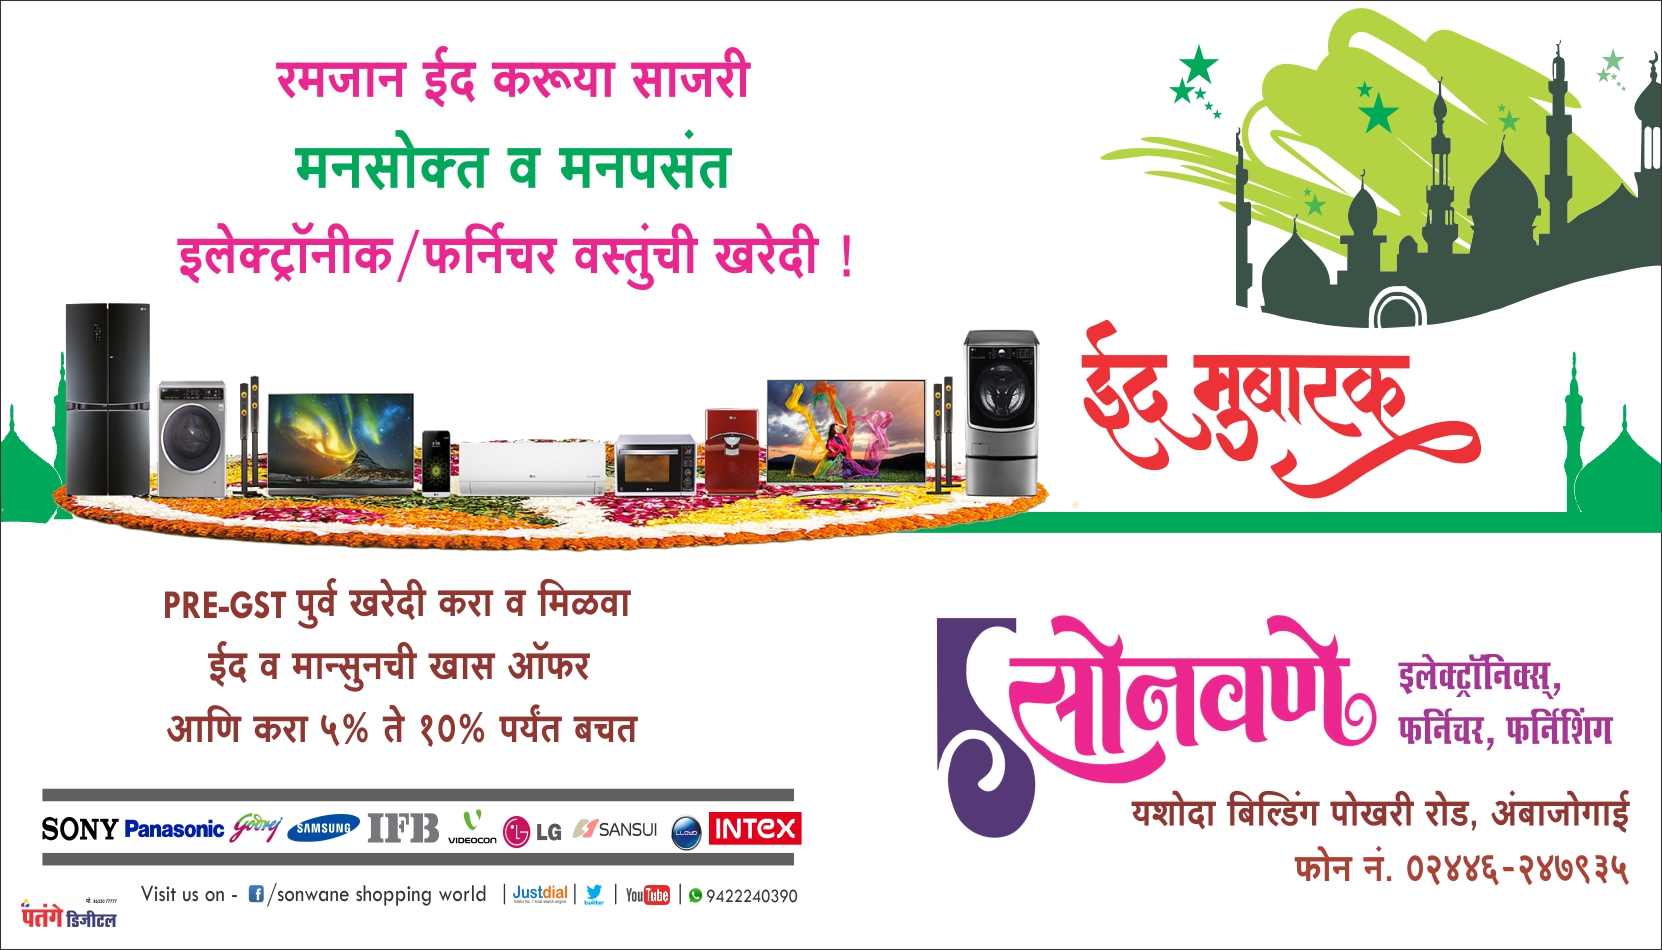 रमजान ईद करूया साजरी
मनसोक्त व मनपसंत
इलेक्ट्रॉनीक/फर्निचर वस्तुंची खरेदी !
ईद मुबारक
PRE-GST पुर्व खरेदी करा व मिळवा
ईद व मान्सुनची खास ऑफर
आणि करा ५% ते १०% पर्यंत बचत
सोनवणे
इलेक्ट्रॉनिक्स्,
फर्निचर, फर्निशिंग
यशोदा बिल्डिंग पोखरी रोड, अंबाजोगाई
फोन नं. ०२४४६-२४७९३५
SONY Panasonic Godrej SAMSUNG IFB VIDEOCON LG SANSUI LLOYD INTEX
Visit us on - f/sonwane shopping world | Justdial | twitter | YouTube | 9422240390
पतंगे डिजीटल